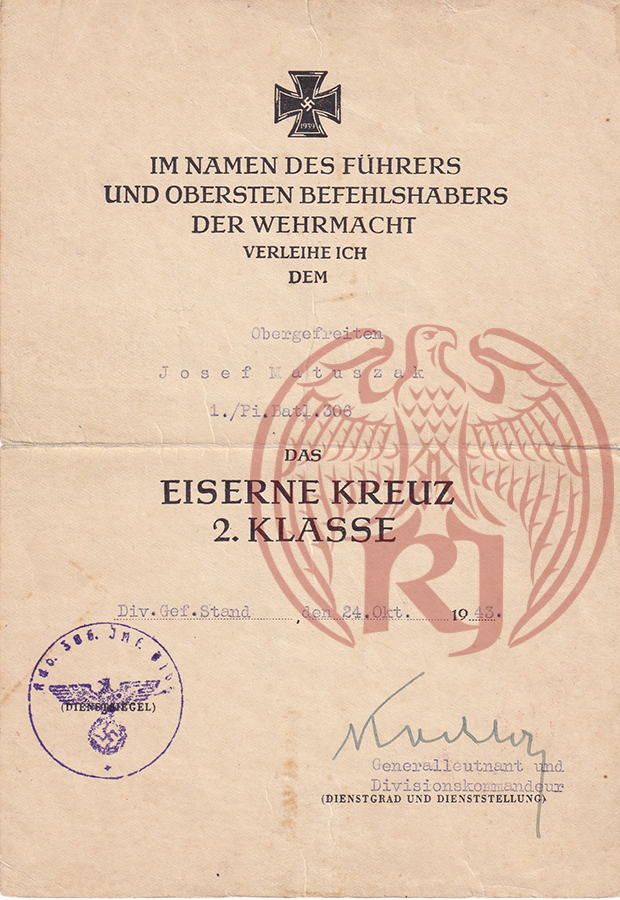 1939
IM NAMEN DES FÜHRERS
UND OBERSTEN BEFEHLSHABERS
DER WEHRMACHT
VERLEIHE ICH
DEM
Obergefreiten
Josef Matuszak
1./Pi.Batl.306
DAS
EISERNE KREUZ
2. KLASSE
KJ
Div.Gef.Stand, den 24.Okt. 1943.
(DIENSTSIEGEL)
Generalleutnant und
Divisionskommandeur
(DIENSTGRAD UND DIENSTSTELLUNG)